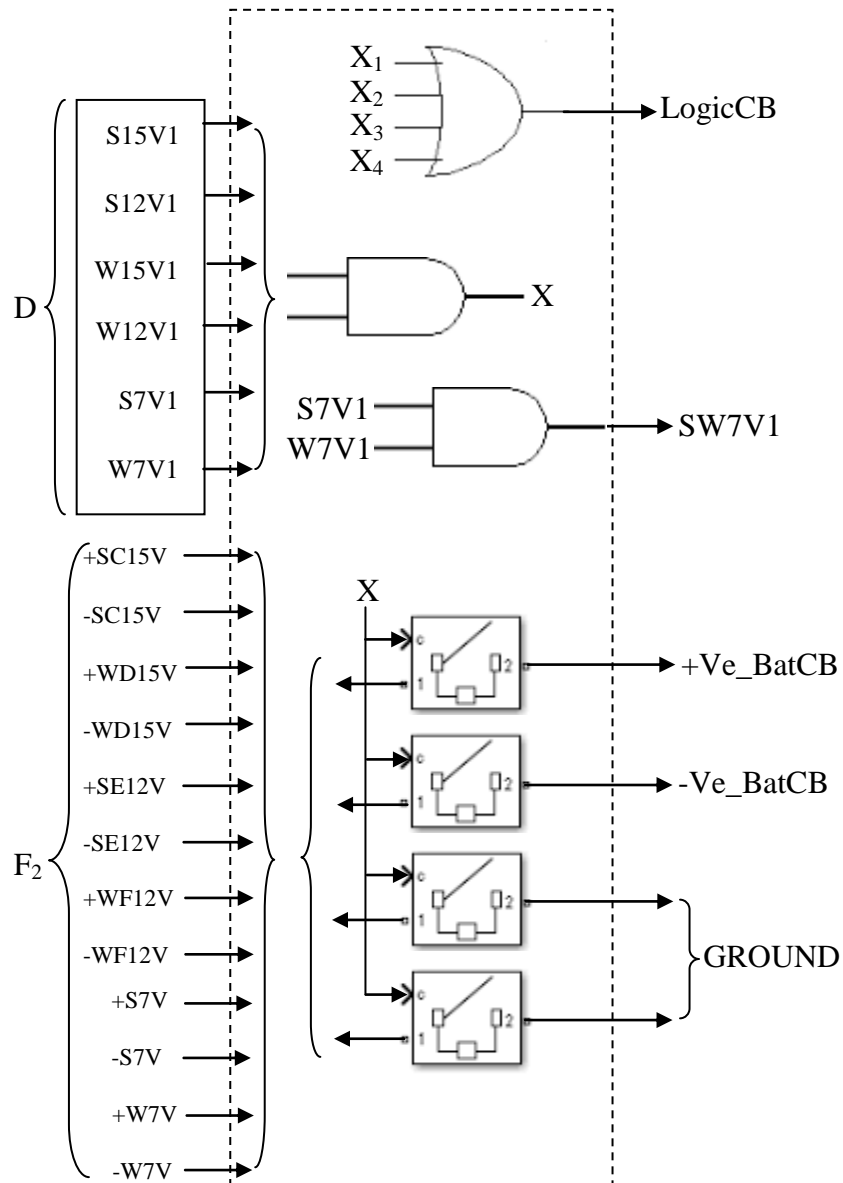 X₁
X₂
X₃
X₄
LogicCB
D
S15V1
S12V1
W15V1
W12V1
S7V1
W7V1
X
S7V1
W7V1
SW7V1
F₂
+SC15V
-SC15V
+WD15V
-WD15V
+SE12V
-SE12V
+WF12V
-WF12V
+S7V
-S7V
+W7V
-W7V
X
c
1
2
+Ve_BatCB
c
1
2
-Ve_BatCB
c
1
2
c
1
2
GROUND